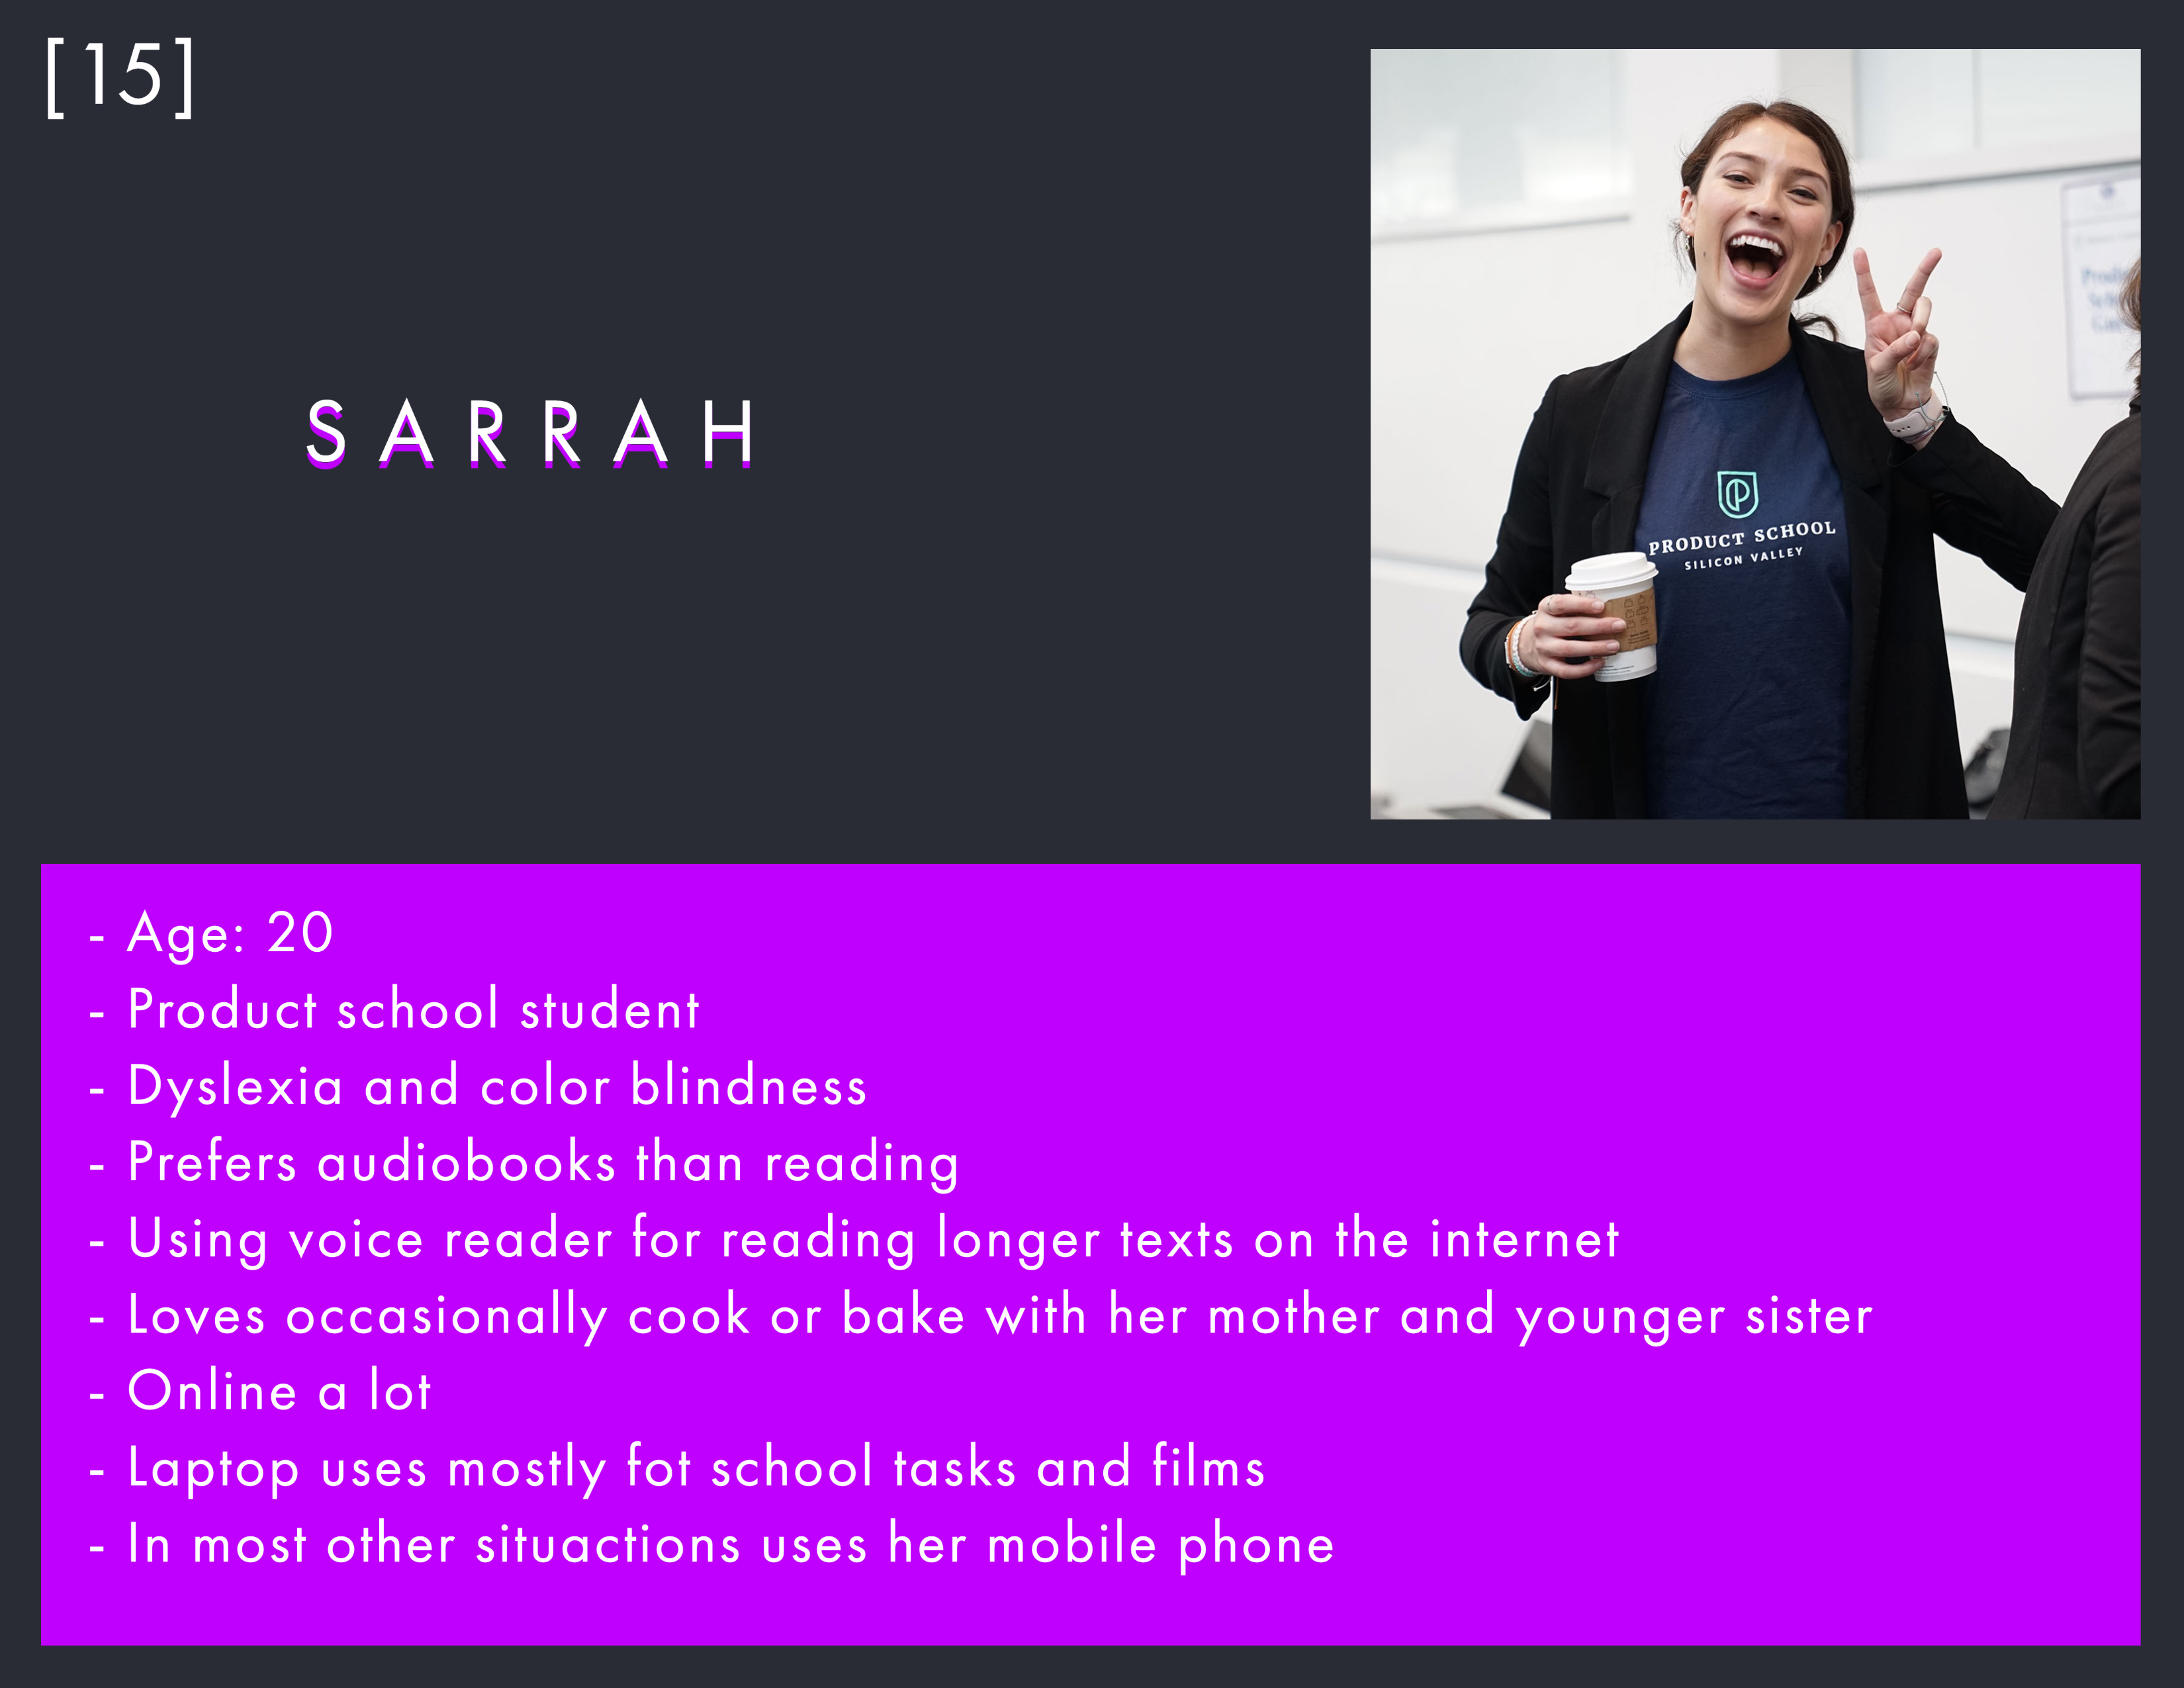 [15]
SARRAH
PRODUCT SCHOOL
SILICON VALLEY
- Age: 20
- Product school student
- Dyslexia and color blindness
- Prefers audiobooks than reading
- Using voice reader for reading longer texts on the internet
- Loves occasionally cook or bake with her mother and younger sister
- Online a lot
- Laptop uses mostly fot school tasks and films
- In most other situactions uses her mobile phone